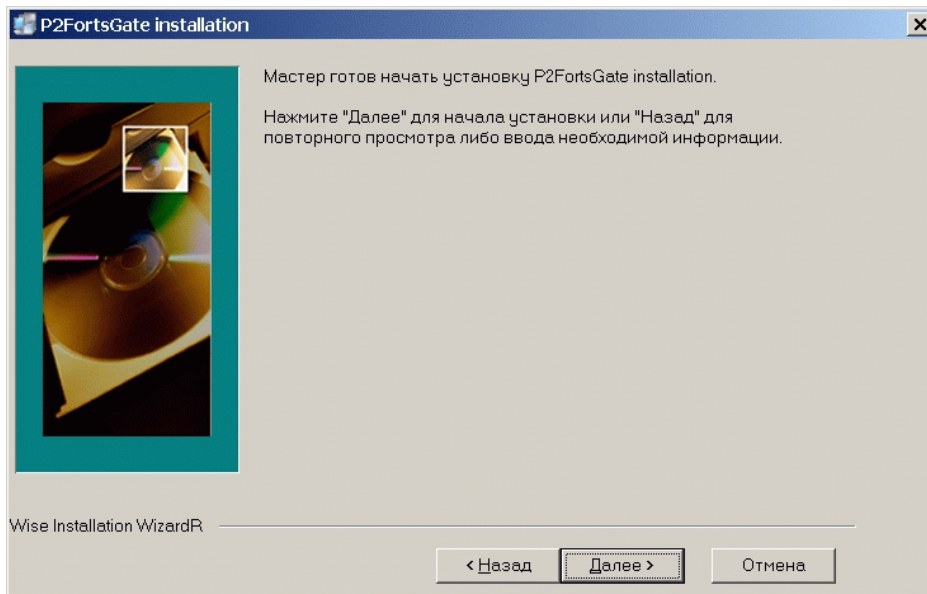 P2FortsGate installation
Мастер готов начать установку P2FortsGate installation.
Нажмите "Далее" для начала установки или "Назад" для
повторного просмотра либо ввода необходимой информации.
Wise Installation WizardR
< Назад
Далее >
Отмена